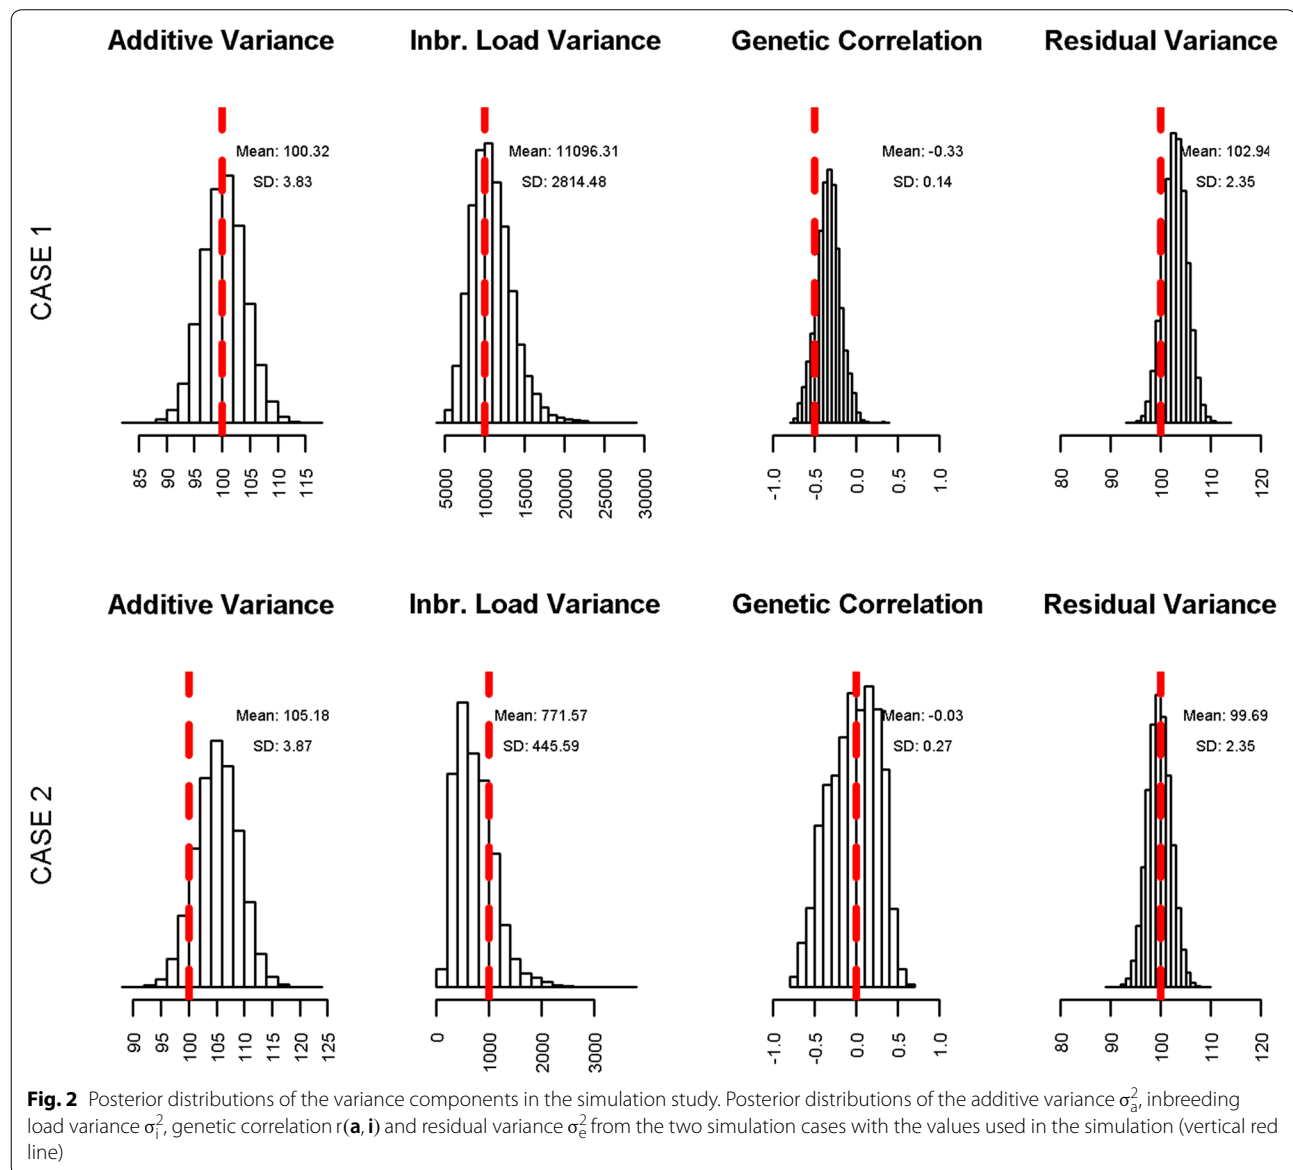 Additive Variance Inbr. Load Variance Genetic Correlation Residual Variance
CASE 1
Mean: 100.32
SD: 3.83
Mean: 11096.31
SD: 2814.48
Mean: -0.33
SD: 0.14
Mean: 102.94
SD: 2.35
85 90 95 100 105 110 115
5000 10000 15000 20000 25000 30000
-1.0 -0.5 0.0 0.5 1.0
80 90 100 110 120
Additive Variance Inbr. Load Variance Genetic Correlation Residual Variance
CASE 2
Mean: 105.18
SD: 3.87
Mean: 771.57
SD: 445.59
Mean: -0.03
SD: 0.27
Mean: 99.69
SD: 2.35
90 95 100 105 110 115 120 125
0 1000 2000 3000
-1.0 -0.5 0.0 0.5 1.0
80 90 100 110 120
Fig. 2 Posterior distributions of the variance components in the simulation study. Posterior distributions of the additive variance σ²ₐ, inbreeding
load variance σ²ᵢ, genetic correlation r(a, i) and residual variance σ²ₑ from the two simulation cases with the values used in the simulation (vertical red
line)